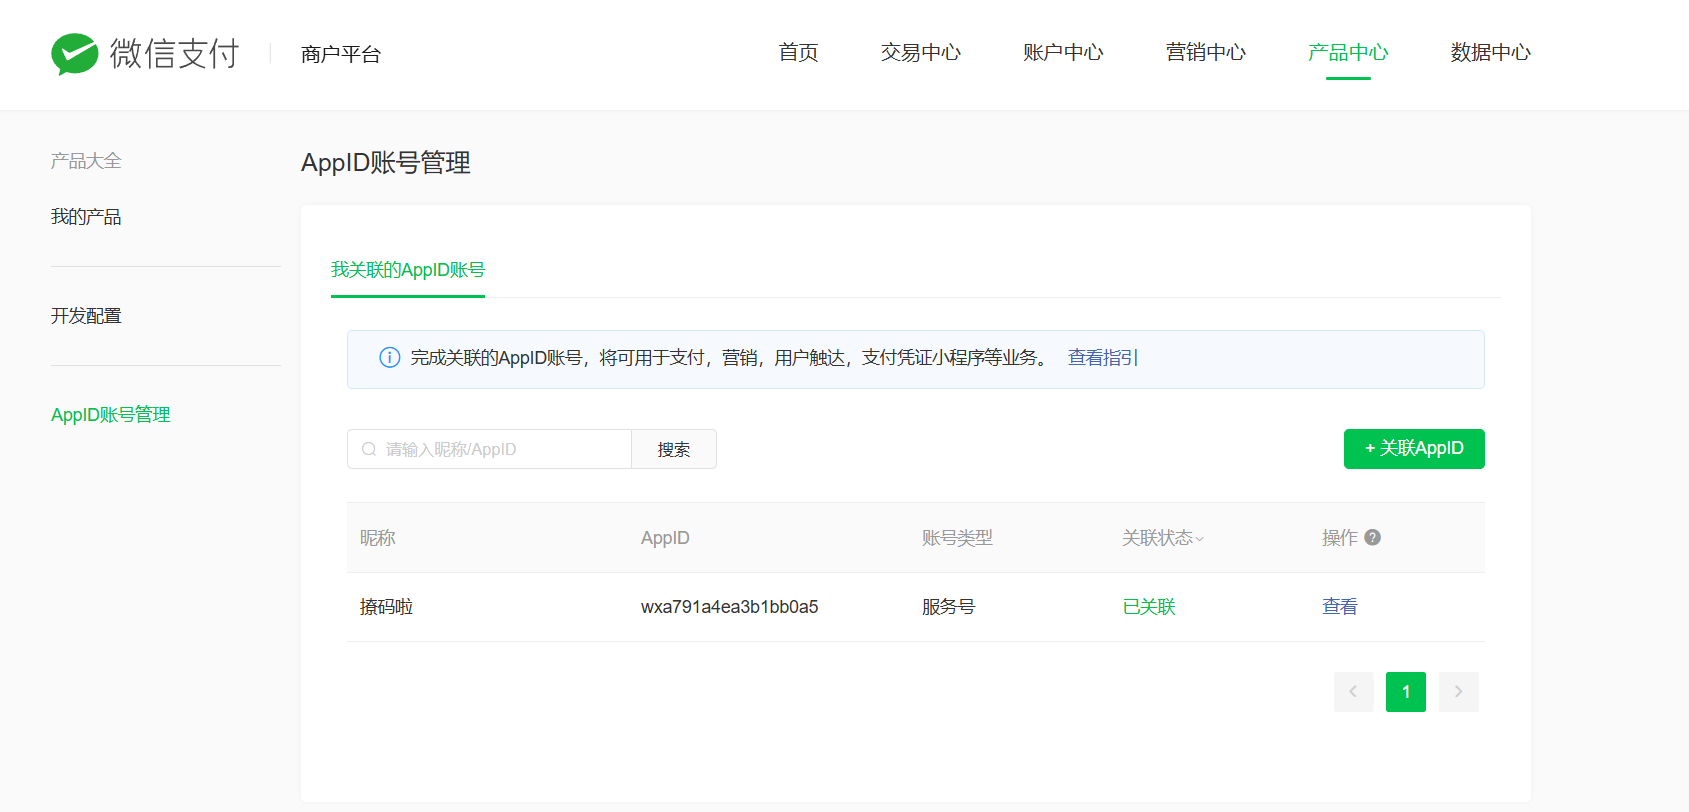 微信支付 商户平台 首页 交易中心 账户中心 营销中心 产品中心 数据中心
产品大全
我的产品
开发配置
AppID账号管理
AppID账号管理
我关联的AppID账号
完成关联的AppID账号，将可用于支付，营销，用户触达，支付凭证小程序等业务。 查看指引
请输入昵称/AppID 搜索 + 关联AppID
昵称 AppID 账号类型 关联状态 操作 ?
撩码啦 wxa791a4ea3b1bb0a5 服务号 已关联 查看
1